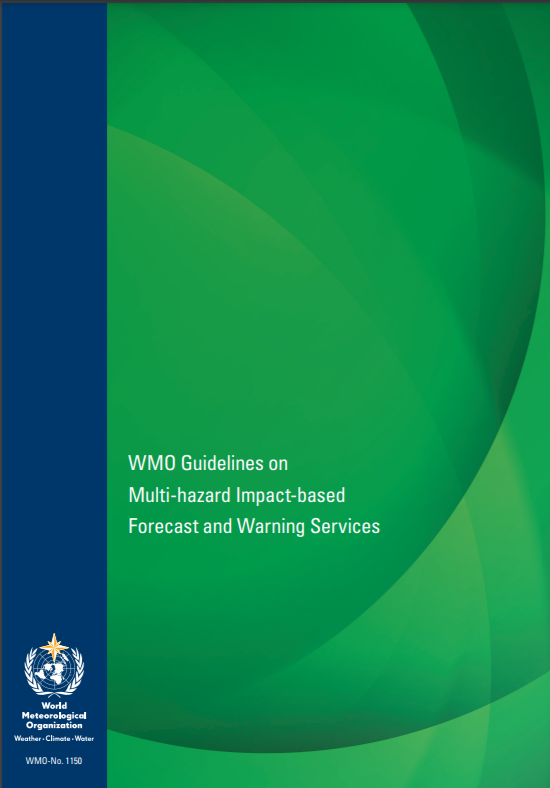 WMO Guidelines on
Multi-hazard Impact-based
Forecast and Warning Services
World
Meteorological
Organization
Weather · Climate · Water
WMO-No. 1150